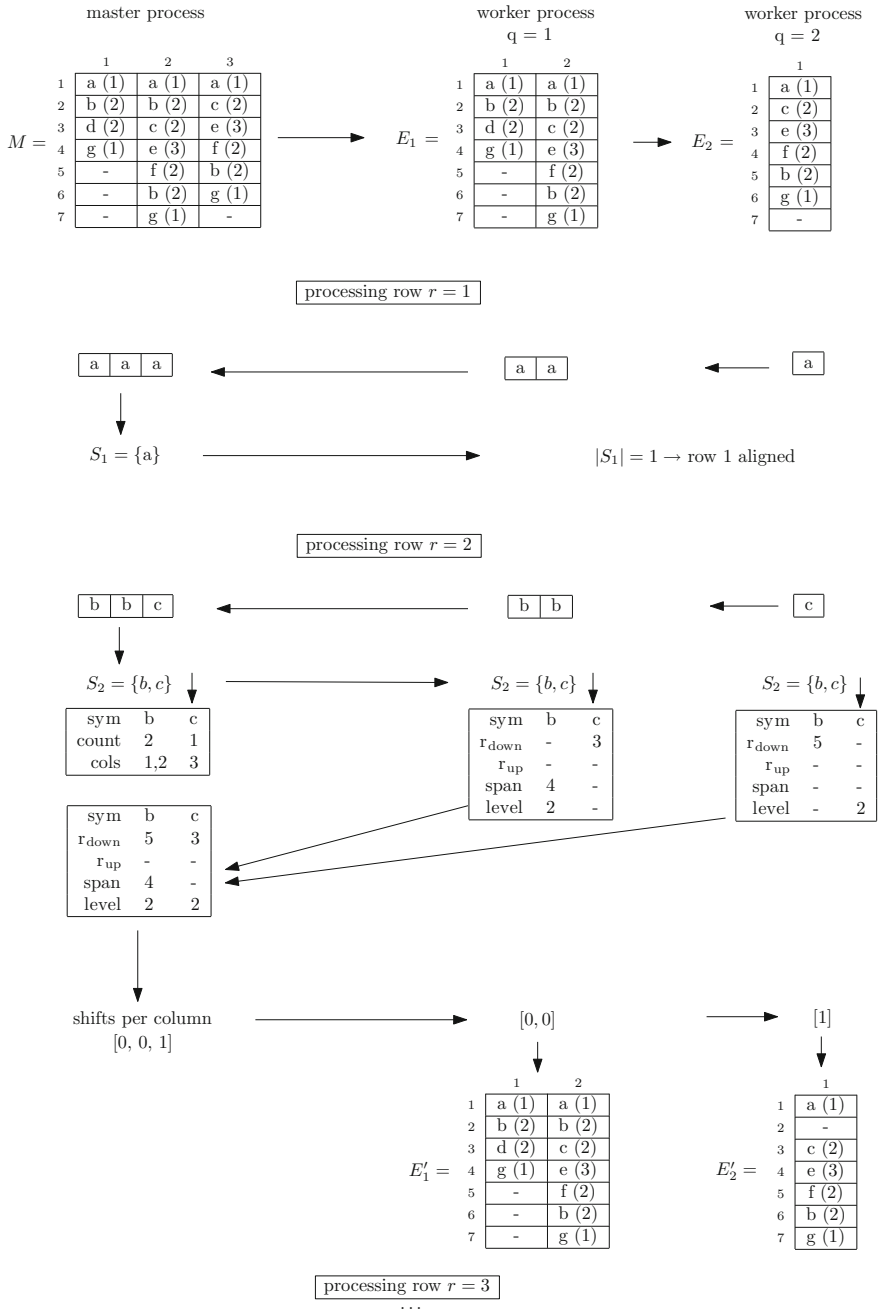 master process worker process worker process
q = 1 q = 2
1 2 3 1 2 1
1 a (1) a (1) a (1) 1 a (1) a (1) 1 a (1)
2 b (2) b (2) c (2) 2 b (2) b (2) 2 c (2)
3 d (2) c (2) e (3) 3 d (2) c (2) 3 e (3)
M = E₁ = E₂ =
4 g (1) e (3) f (2) 4 g (1) e (3) 4 f (2)
5 - f (2) b (2) 5 - f (2) 5 b (2)
6 - b (2) g (1) 6 - b (2) 6 g (1)
7 - g (1) - 7 - g (1) 7 -
processing row r = 1
a a a a a a
S₁ = {a} |S₁| = 1 → row 1 aligned
processing row r = 2
b b c b b c
S₂ = {b, c} S₂ = {b, c} S₂ = {b, c}
sym b c
count 2 1
cols 1,2 3
sym b c
r_down - 3
r_up - -
span 4 -
level 2 -
sym b c
r_down 5 -
r_up - -
span - -
level - 2
sym b c
r_down 5 3
r_up - -
span 4 -
level 2 2
shifts per column [0, 0] [1]
[0, 0, 1]
1 2 1
1 a (1) a (1) 1 a (1)
2 b (2) b (2) 2 -
3 d (2) c (2) 3 c (2)
E′₁ = 4 g (1) e (3) E′₂ = 4 e (3)
5 - f (2) 5 f (2)
6 - b (2) 6 b (2)
7 - g (1) 7 g (1)
processing row r = 3
...